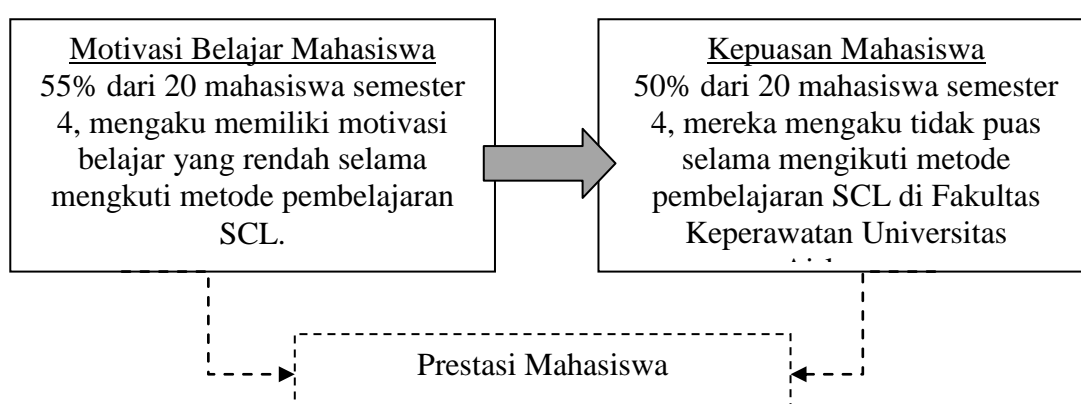 Motivasi Belajar Mahasiswa
55% dari 20 mahasiswa semester
4, mengaku memiliki motivasi
belajar yang rendah selama
mengkuti metode pembelajaran
SCL.
Kepuasan Mahasiswa
50% dari 20 mahasiswa semester
4, mereka mengaku tidak puas
selama mengikuti metode
pembelajaran SCL di Fakultas
Keperawatan Universitas
Prestasi Mahasiswa